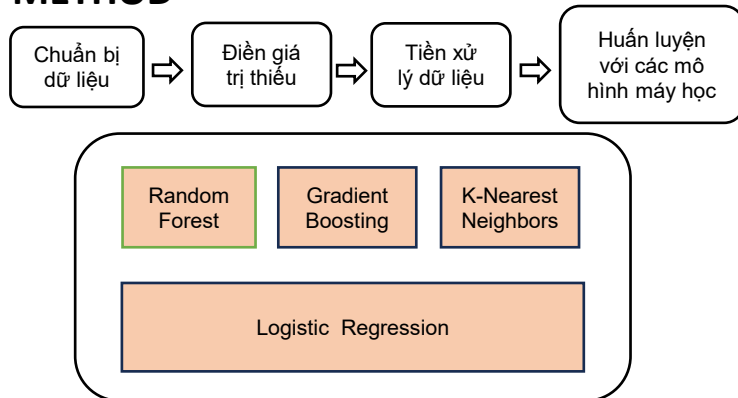 METHOD
Chuẩn bị
dữ liệu
Điền giá
trị thiếu
Tiền xử
lý dữ liệu
Huấn luyện
với các mô
hình máy học
Random
Forest
Gradient
Boosting
K-Nearest
Neighbors
Logistic Regression